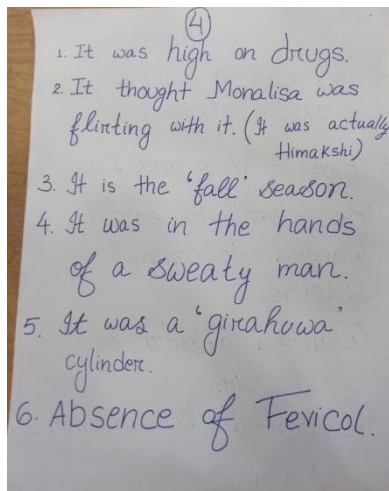 4
1. It was high on drugs.
2. It thought Monalisa was
flirting with it. (It was actually
Himakshi)
3. It is the 'fall' season.
4. It was in the hands
of a sweaty man.
5. It was a 'girahuwa'
cylinder.
6. Absence of Fevicol.